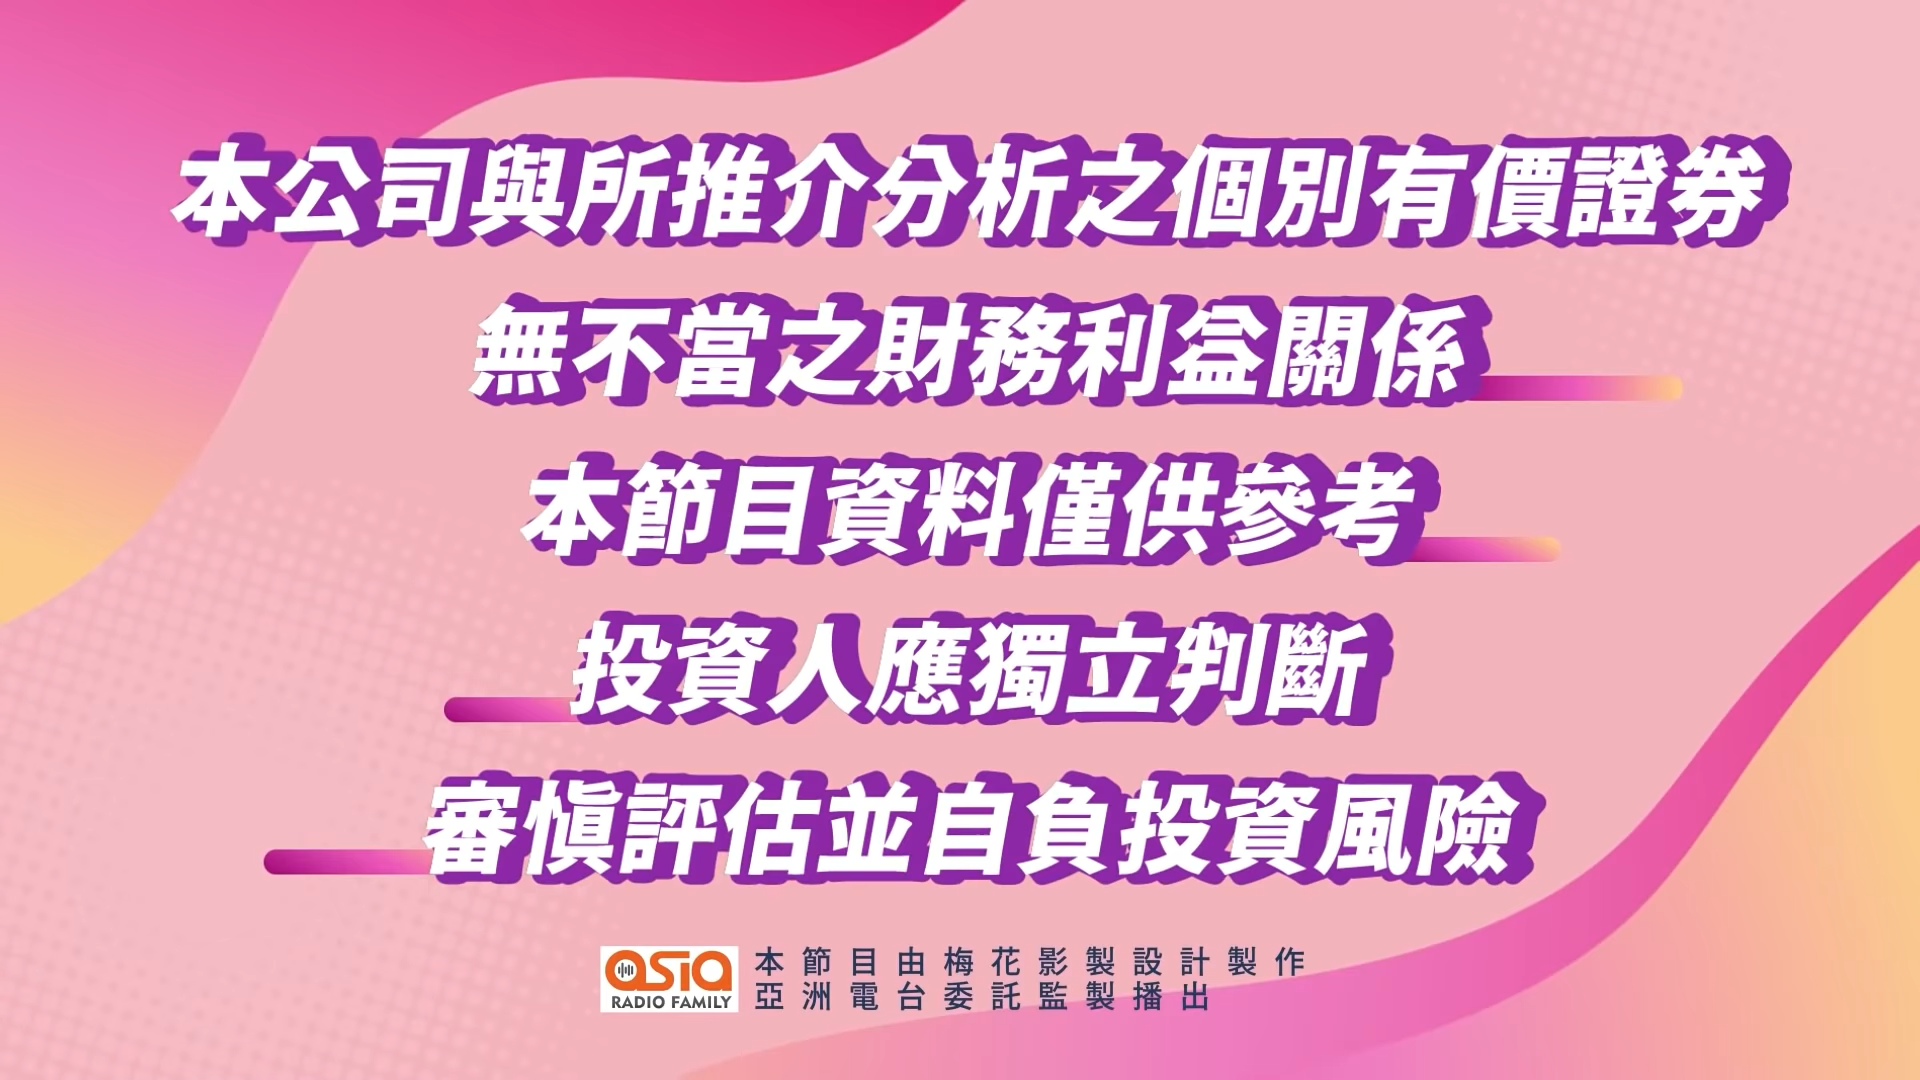 本公司與所推介分析之個別有價證券
無不當之財務利益關係
本節目資料僅供參考
投資人應獨立判斷
審慎評估並自負投資風險
asia
RADIO FAMILY
本節目由梅花影製設計製作
亞洲電台委託監製播出